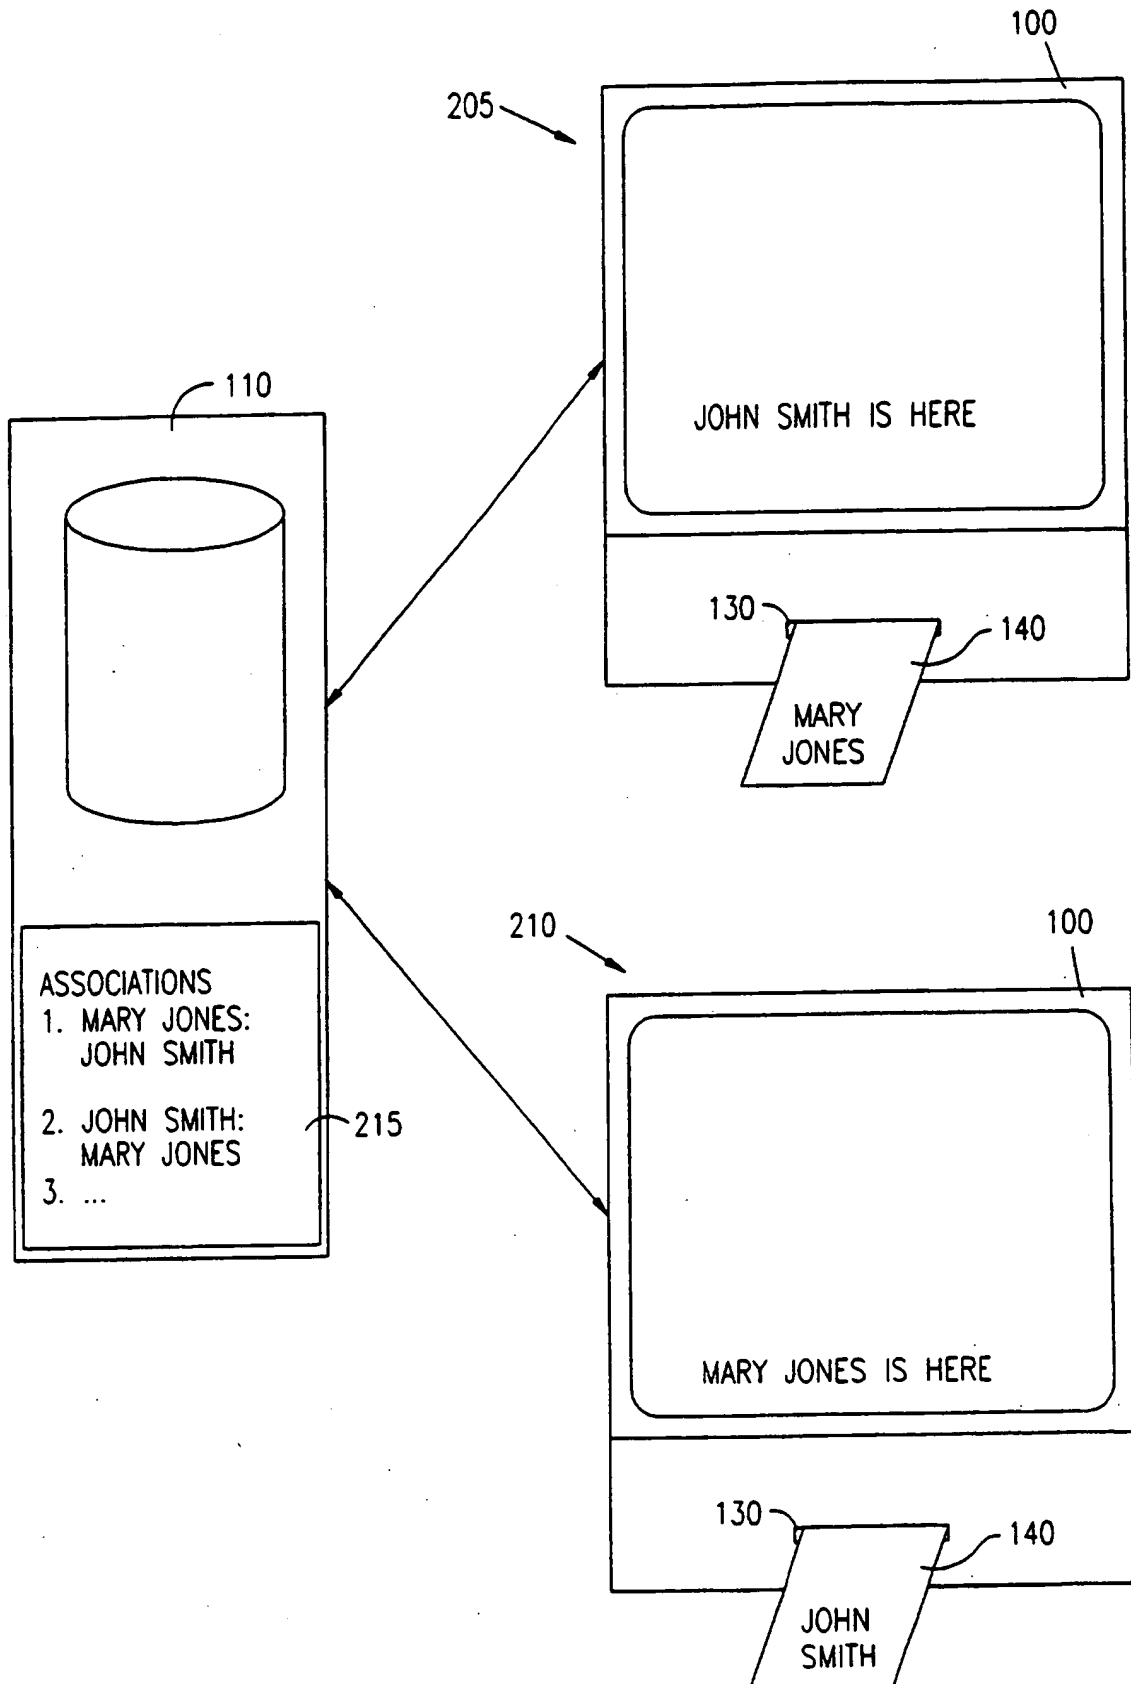 100
205
JOHN SMITH IS HERE
130
140
MARY
JONES
110
ASSOCIATIONS
1. MARY JONES:
JOHN SMITH
2. JOHN SMITH:
MARY JONES
3. ...
215
210
100
MARY JONES IS HERE
130
140
JOHN
SMITH